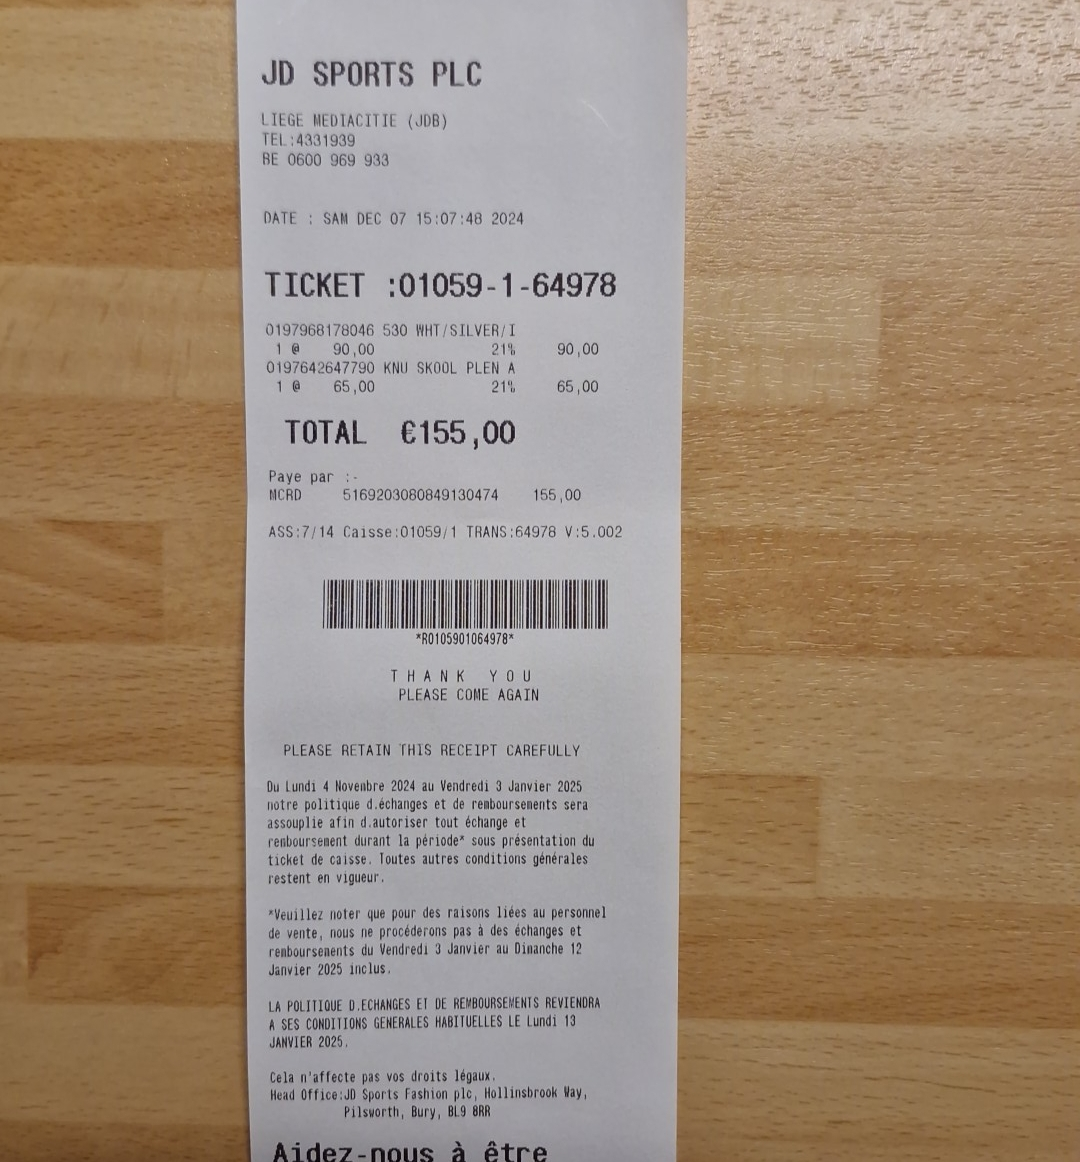 JD SPORTS PLC
LIEGE MEDIACITIE (JDB)
TEL:4331939
BE 0600 969 933
DATE : SAM DEC 07 15:07:48 2024
TICKET :01059-1-64978
0197968178046 530 WHT/SILVER/I
1 @ 90,00 21% 90,00
0197642647790 KNU SKOOL PLEN A
1 @ 65,00 21% 65,00
TOTAL €155,00
Paye par :-
MCRD 5169203080849130474 155,00
ASS:7/14 Caisse:01059/1 TRANS:64978 V:5.002
*R0105901064978*
THANK YOU
PLEASE COME AGAIN
PLEASE RETAIN THIS RECEIPT CAREFULLY
Du Lundi 4 Novembre 2024 au Vendredi 3 Janvier 2025
notre politique d.échanges et de remboursements sera
assouplie afin d.autoriser tout échange et
remboursement durant la période* sous présentation du
ticket de caisse. Toutes autres conditions générales
restent en vigueur.
*Veuillez noter que pour des raisons liées au personnel
de vente, nous ne procéderons pas à des échanges et
remboursements du Vendredi 3 Janvier au Dimanche 12
Janvier 2025 inclus.
LA POLITIQUE D.ECHANGES ET DE REMBOURSEMENTS REVIENDRA
A SES CONDITIONS GENERALES HABITUELLES LE Lundi 13
JANVIER 2025.
Cela n'affecte pas vos droits légaux.
Head Office:JD Sports Fashion plc, Hollinsbrook Way,
Pilsworth, Bury, BL9 8RR
Aidez-nous à être